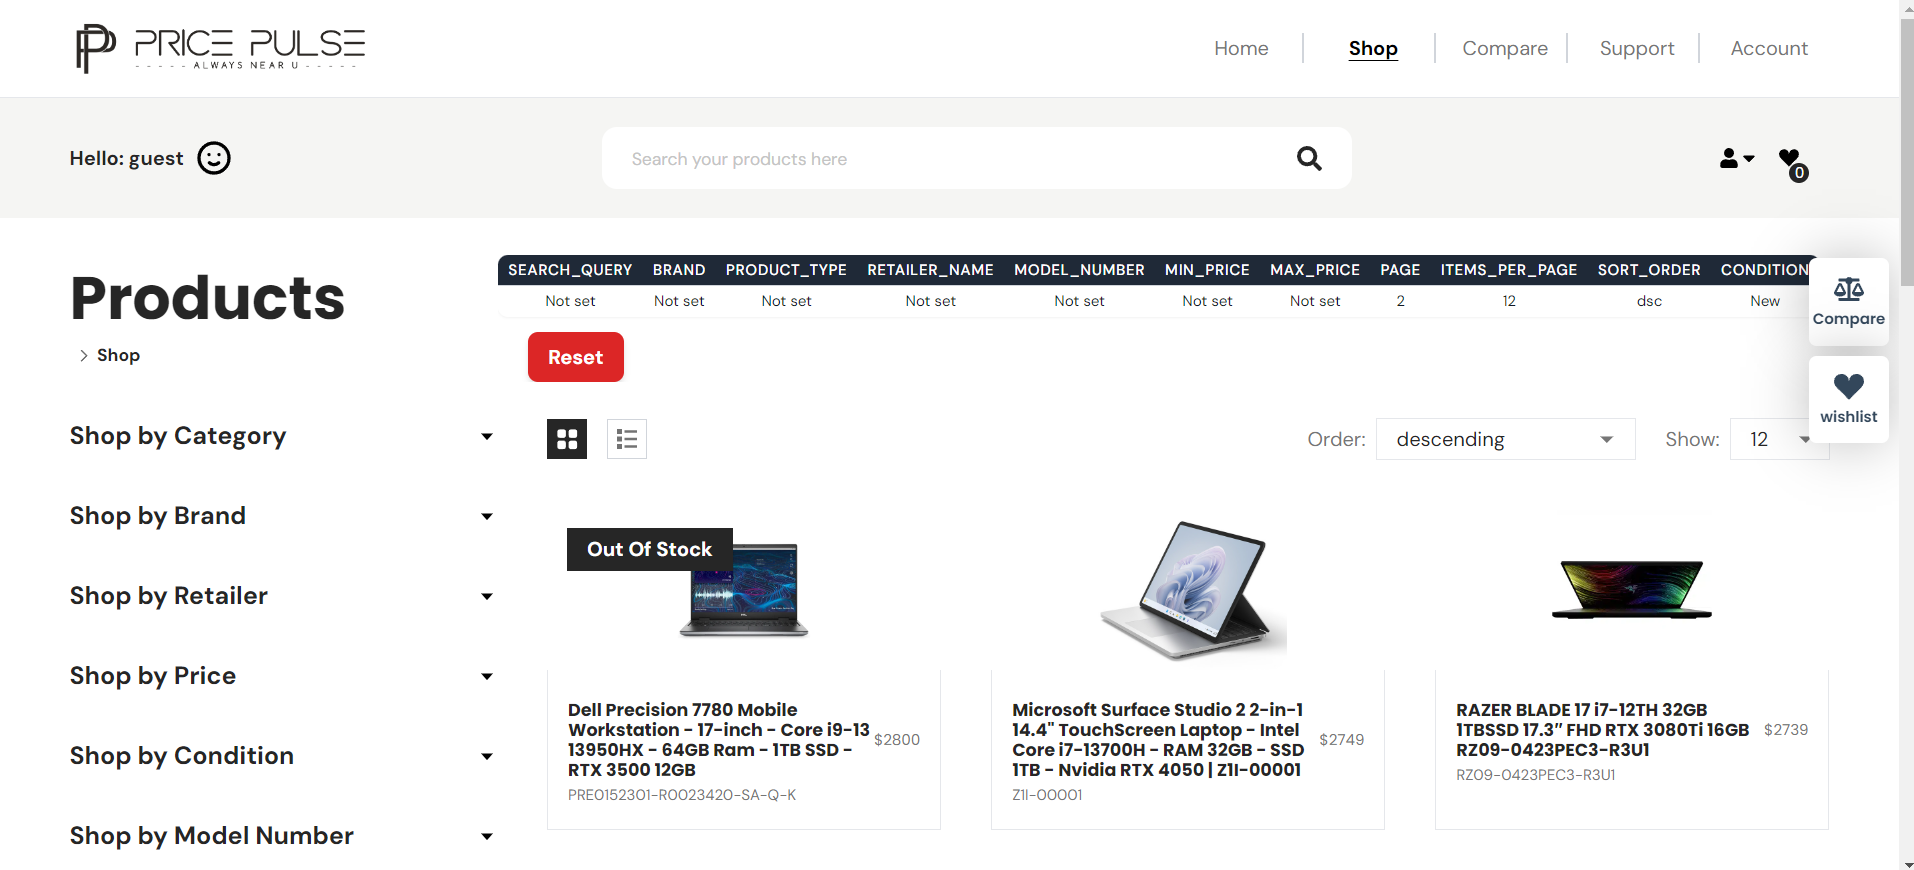 PRICE PULSE
ALWAYS NEAR U
Home
Shop
Compare
Support
Account
Hello: guest
Search your products here
0
Products
Shop
SEARCH_QUERY BRAND PRODUCT_TYPE RETAILER_NAME MODEL_NUMBER MIN_PRICE MAX_PRICE PAGE ITEMS_PER_PAGE SORT_ORDER CONDITION
Not set Not set Not set Not set Not set Not set Not set 2 12 dsc New
Compare
wishlist
Reset
Shop by Category
Shop by Brand
Shop by Retailer
Shop by Price
Shop by Condition
Shop by Model Number
Order: descending
Show: 12
Out Of Stock
Dell Precision 7780 Mobile
Workstation - 17-inch - Core i9-13
13950HX - 64GB Ram - 1TB SSD -
RTX 3500 12GB
$2800
PRE0152301-R0023420-SA-Q-K
Microsoft Surface Studio 2 2-in-1
14.4" TouchScreen Laptop - Intel
Core i7-13700H - RAM 32GB - SSD
1TB - Nvidia RTX 4050 | Z1I-00001
$2749
Z1I-00001
RAZER BLADE 17 i7-12TH 32GB
1TBSSD 17.3″ FHD RTX 3080Ti 16GB
RZ09-0423PEC3-R3U1
$2739
RZ09-0423PEC3-R3U1